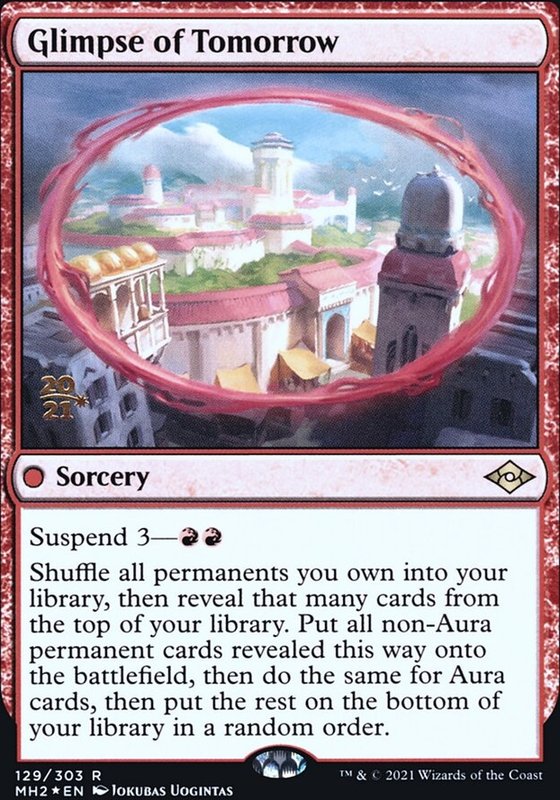 Glimpse of Tomorrow
20
21
Sorcery
Suspend 3—
Shuffle all permanents you own into your
library, then reveal that many cards from
the top of your library. Put all non-Aura
permanent cards revealed this way onto
the battlefield, then do the same for Aura
cards, then put the rest on the bottom of
your library in a random order.
129/303 R
MH2★EN Jokubas Uogintas
™ & © 2021 Wizards of the Coast